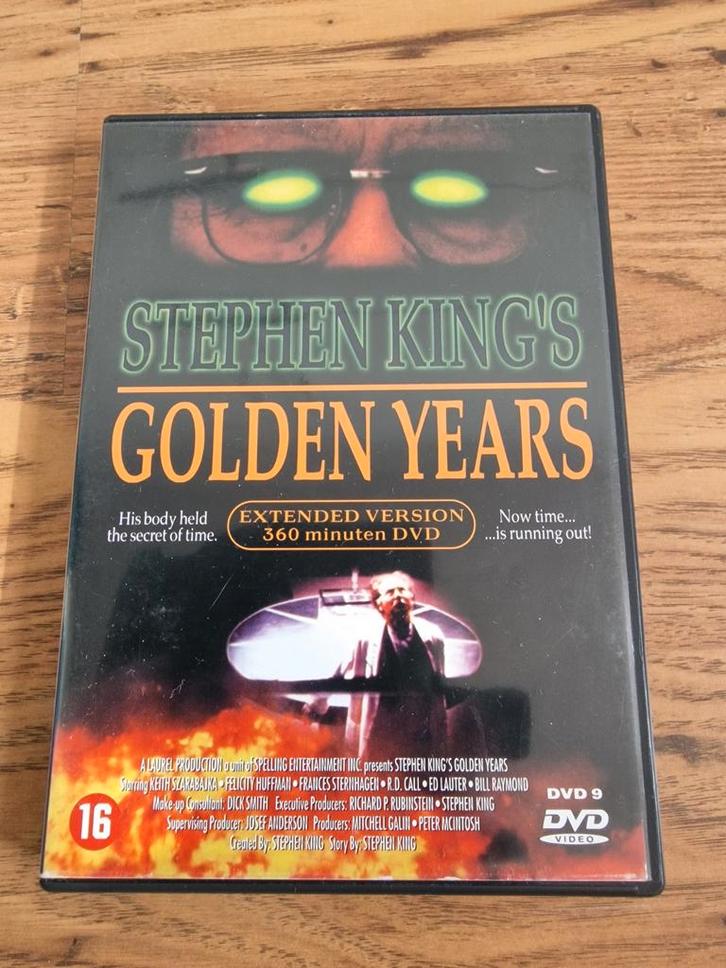 STEPHEN KING'S
GOLDEN YEARS
His body held
the secret of time.
EXTENDED VERSION
360 minuten DVD
Now time...
...is running out!
A LAUREL PRODUCTION a unit of SPELLING ENTERTAINMENT INC. presents STEPHEN KING'S GOLDEN YEARS
Starring KEITH SZARABAJKA • FELICITY HUFFMAN • FRANCES STERNHAGEN • R.D. CALL • ED LAUTER • BILL RAYMOND
Make-up Consultant: DICK SMITH Executive Producers: RICHARD P. RUBINSTEIN • STEPHEN KING
Supervising Producer: JOSEF ANDERSON Producers: MITCHELL GALIN • PETER MCINTOSH
Created By: STEPHEN KING Story By: STEPHEN KING
16
DVD 9
DVD
VIDEO